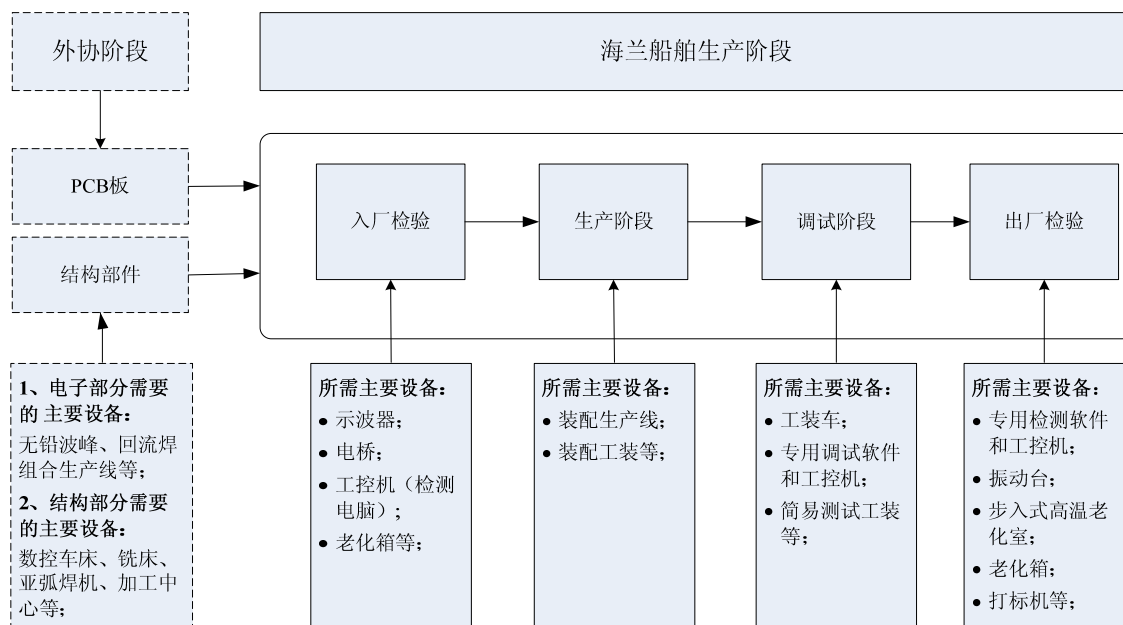 外协阶段
海兰船舶生产阶段
PCB板
结构部件
入厂检验
生产阶段
调试阶段
出厂检验
1、电子部分需要
的 主要设备：
无铅波峰、回流焊
组合生产线等；
2、结构部分需要
的主要设备：
数控车床、铣床、
亚弧焊机、加工中
心等；
所需主要设备：
● 示波器；
● 电桥；
● 工控机（检测
电脑）；
● 老化箱等；
所需主要设备：
● 装配生产线；
● 装配工装等；
所需主要设备：
● 工装车；
● 专用调试软件
和工控机；
● 简易测试工装
等；
所需主要设备：
● 专用检测软件
和工控机；
● 振动台；
● 步入式高温老
化室；
● 老化箱；
● 打标机等；